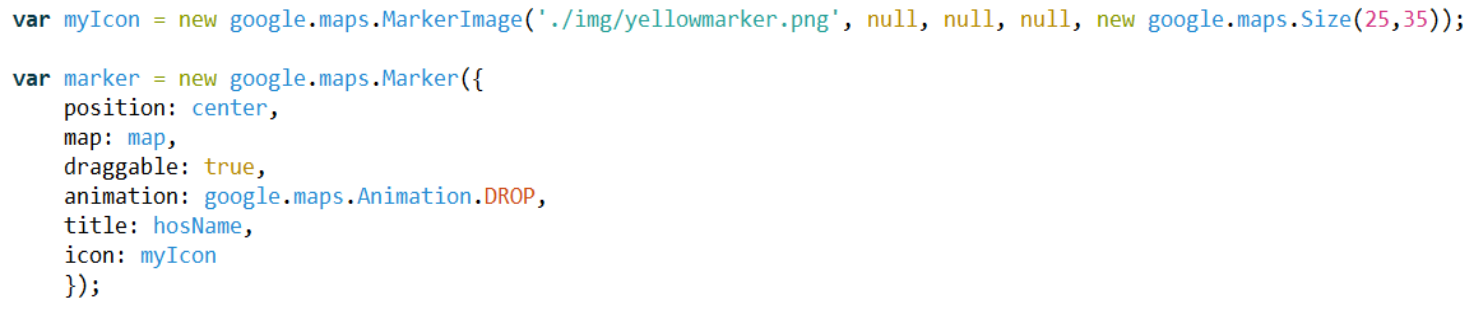 var myIcon = new google.maps.MarkerImage('./img/yellowmarker.png', null, null, null, new google.maps.Size(25,35));
var marker = new google.maps.Marker({
position: center,
map: map,
draggable: true,
animation: google.maps.Animation.DROP,
title: hosName,
icon: myIcon
});